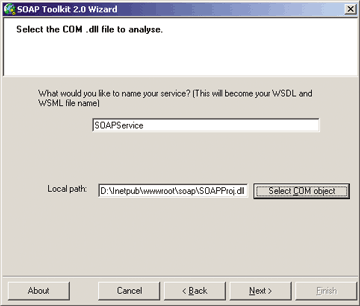 SOAP Toolkit 2.0 Wizard
Select the COM .dll file to analyse.
What would you like to name your service? (This will become your WSDL and
WSML file name)
SOAPService
Local path:
D:\Inetpub\wwwroot\soap\SOAPProj.dll
Select COM object
About
Cancel
< Back
Next >
Finish